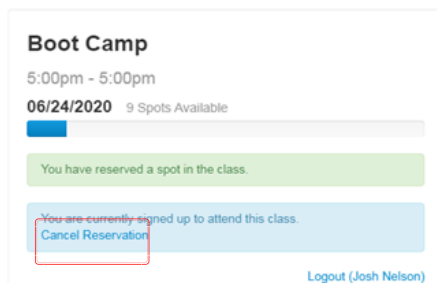 Boot Camp
5:00pm - 5:00pm
06/24/2020 9 Spots Available
You have reserved a spot in the class.
You are currently signed up to attend this class.
Cancel Reservation
Logout (Josh Nelson)